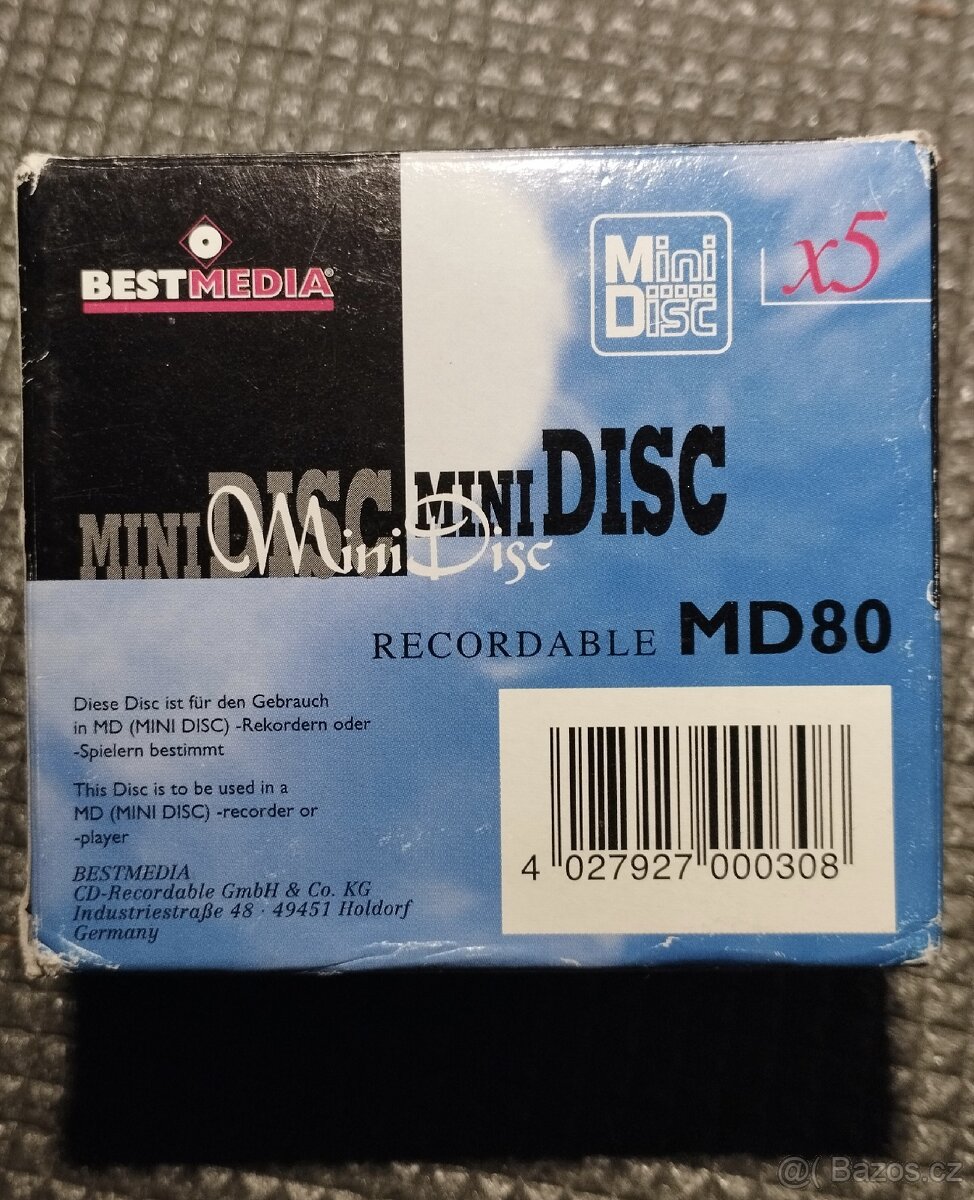 BESTMEDIA®
Mini
Disc
x5
MINI DISC
MINI DISC
Mini Disc
RECORDABLE MD80
Diese Disc ist für den Gebrauch
in MD (MINI DISC) -Rekordern oder
-Spielern bestimmt
This Disc is to be used in a
MD (MINI DISC) -recorder or
-player
BESTMEDIA
CD-Recordable GmbH & Co. KG
Industriestraße 48 · 49451 Holdorf
Germany
4 027927 000308
@( Bazos.cz